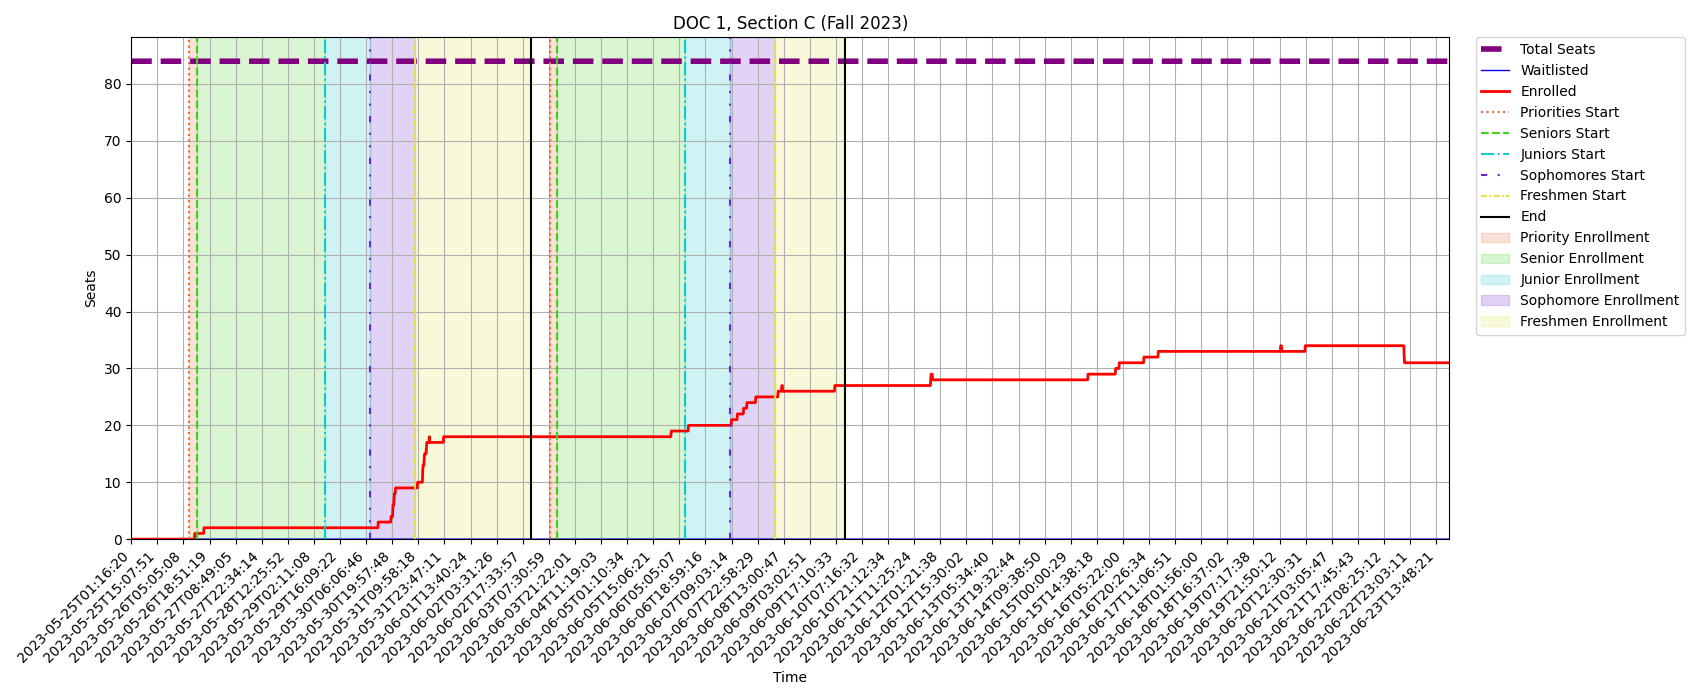 DOC 1, Section C (Fall 2023)
Seats
80
70
60
50
40
30
20
10
0
2023-05-25T01:16:20
2023-05-25T15:07:51
2023-05-26T05:05:08
2023-05-26T18:51:19
2023-05-27T08:49:05
2023-05-27T22:34:14
2023-05-28T12:25:52
2023-05-29T02:11:08
2023-05-29T16:09:22
2023-05-30T06:06:46
2023-05-30T19:57:48
2023-05-31T09:58:18
2023-05-31T23:47:11
2023-06-01T13:40:24
2023-06-02T03:31:26
2023-06-02T17:33:57
2023-06-03T07:30:59
2023-06-03T21:22:01
2023-06-04T11:19:03
2023-06-05T01:10:34
2023-06-05T15:06:21
2023-06-06T05:05:07
2023-06-06T18:59:16
2023-06-07T09:03:14
2023-06-07T22:58:29
2023-06-08T13:00:47
2023-06-09T03:02:51
2023-06-09T17:10:33
2023-06-10T07:16:32
2023-06-10T21:12:34
2023-06-11T11:25:24
2023-06-12T01:21:38
2023-06-12T15:30:02
2023-06-13T05:34:40
2023-06-13T19:32:44
2023-06-14T09:38:50
2023-06-15T00:00:29
2023-06-15T14:38:18
2023-06-16T05:22:00
2023-06-16T20:26:34
2023-06-17T11:06:51
2023-06-18T01:56:00
2023-06-18T16:37:02
2023-06-19T07:17:38
2023-06-19T21:50:12
2023-06-20T12:30:31
2023-06-21T03:05:47
2023-06-21T17:45:43
2023-06-22T08:25:12
2023-06-22T23:03:11
2023-06-23T13:48:21
Time
Total Seats
Waitlisted
Enrolled
Priorities Start
Seniors Start
Juniors Start
Sophomores Start
Freshmen Start
End
Priority Enrollment
Senior Enrollment
Junior Enrollment
Sophomore Enrollment
Freshmen Enrollment